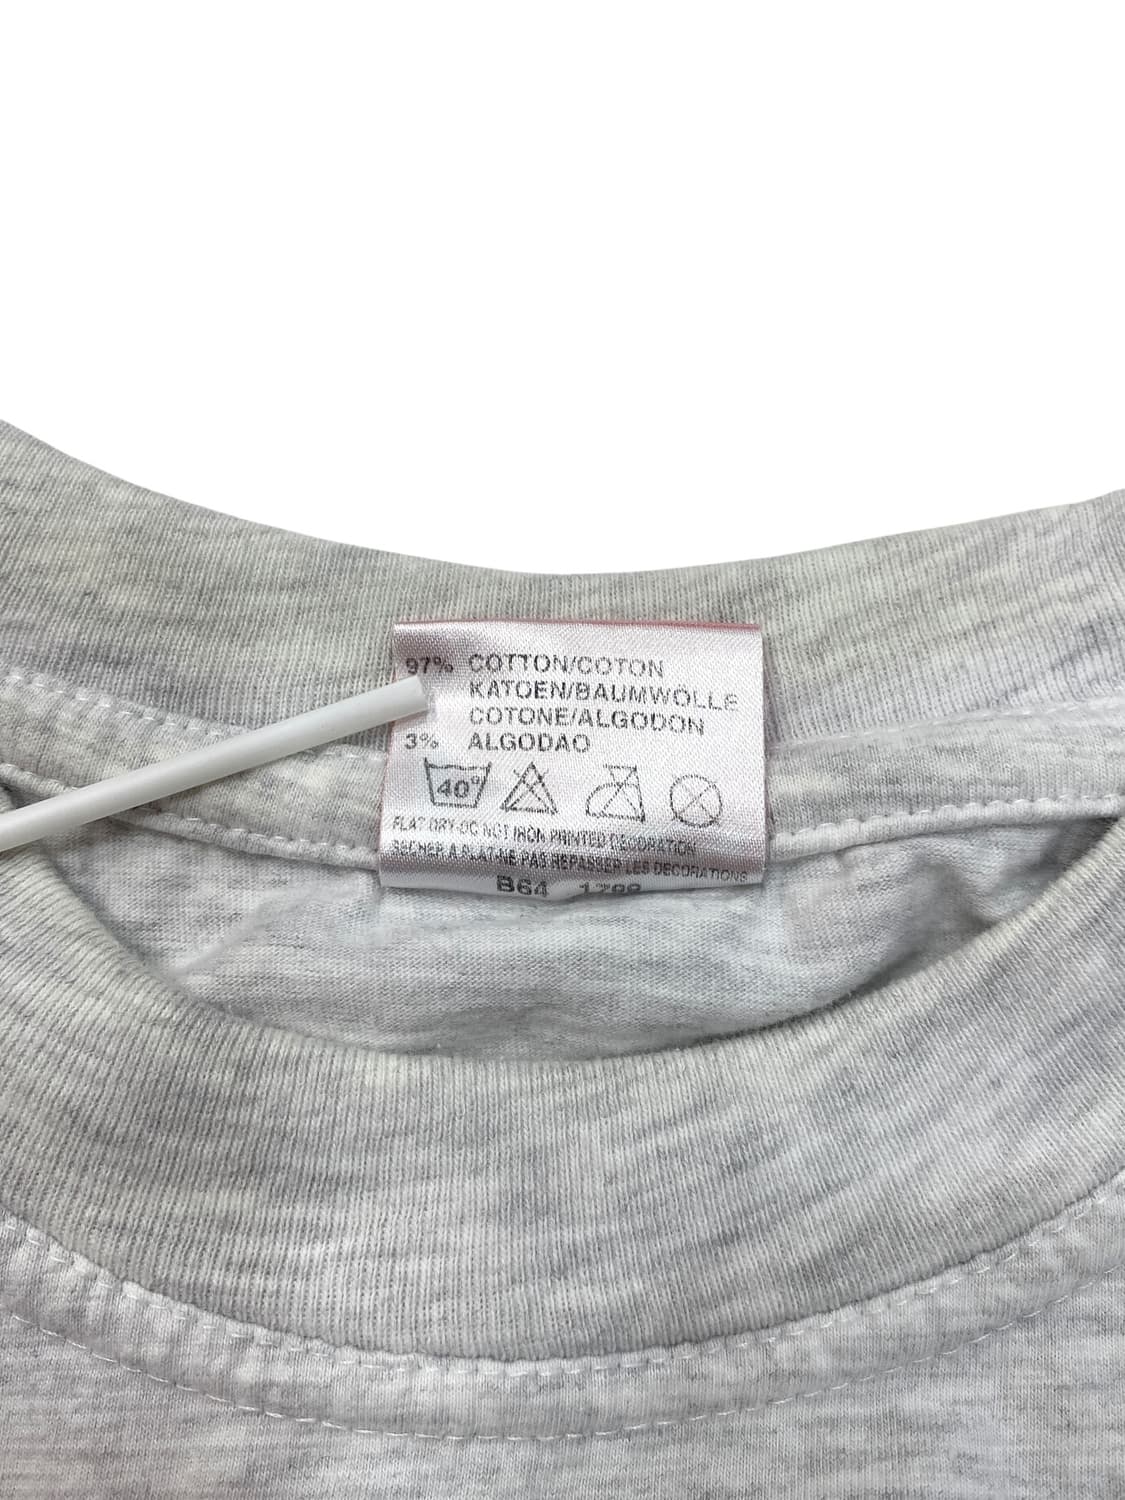 97% COTTON/COTON
KATOEN/BAUMWOLLE
COTONE/ALGODON
3% ALGODAO
40°
FLAT DRY-DO NOT IRON PRINTED DECORATION
SECHER A PLAT-NE PAS REPASSER LES DECORATIONS
B64